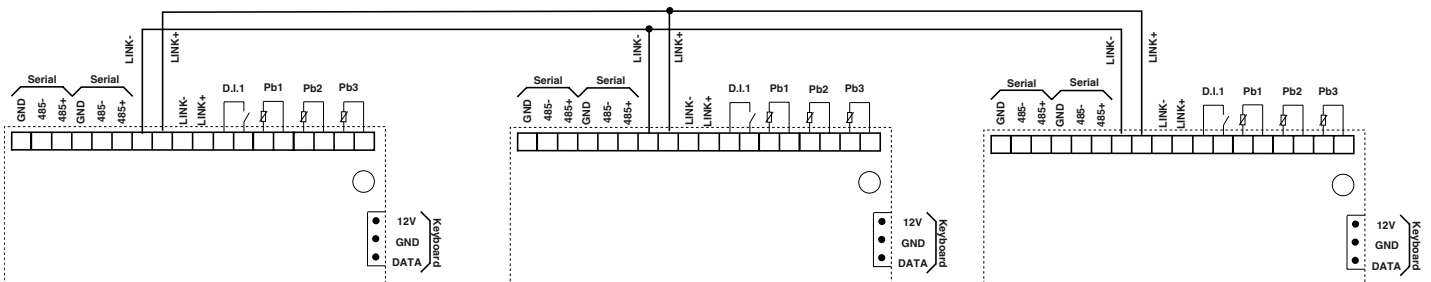 LINK-
LINK+
Serial
Serial
GND
485-
485+
GND
485-
485+
LINK-
LINK+
D.I.1
Pb1
Pb2
Pb3
12V
GND
DATA
Keyboard
LINK-
LINK+
Serial
Serial
GND
485-
485+
GND
485-
485+
LINK-
LINK+
D.I.1
Pb1
Pb2
Pb3
12V
GND
DATA
Keyboard
LINK-
LINK+
Serial
Serial
GND
485-
485+
GND
485-
485+
LINK-
LINK+
D.I.1
Pb1
Pb2
Pb3
12V
GND
DATA
Keyboard